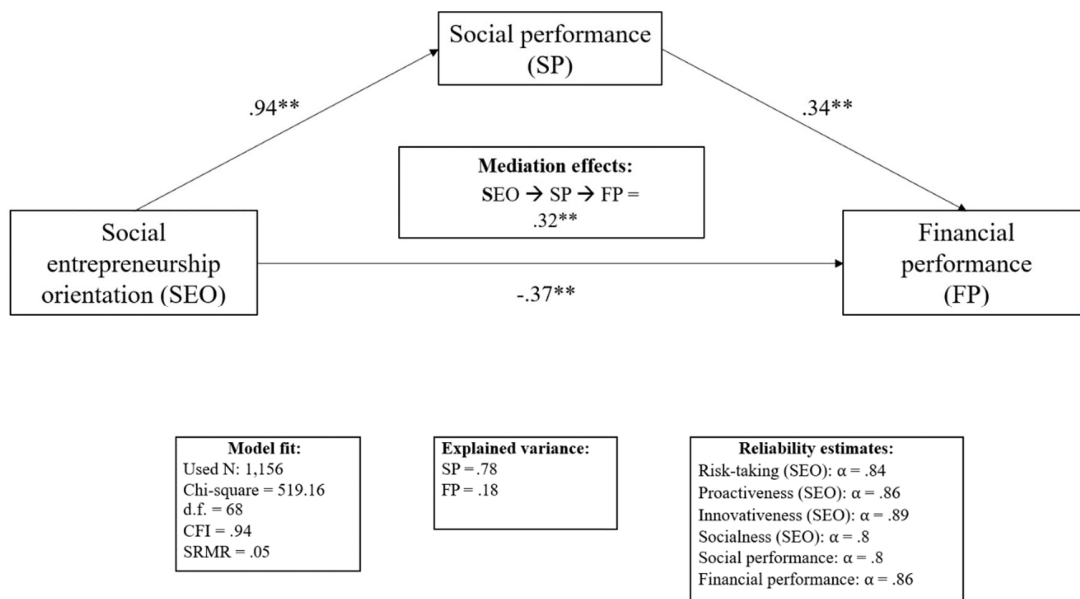 Social performance
(SP)
.94**
.34**
Mediation effects:
SEO → SP → FP =
.32**
Social
entrepreneurship
orientation (SEO)
Financial
performance
(FP)
-.37**
Model fit:
Used N: 1,156
Chi-square = 519.16
d.f. = 68
CFI = .94
SRMR = .05
Explained variance:
SP = .78
FP = .18
Reliability estimates:
Risk-taking (SEO): α = .84
Proactiveness (SEO): α = .86
Innovativeness (SEO): α = .89
Socialness (SEO): α = .8
Social performance: α = .8
Financial performance: α = .86